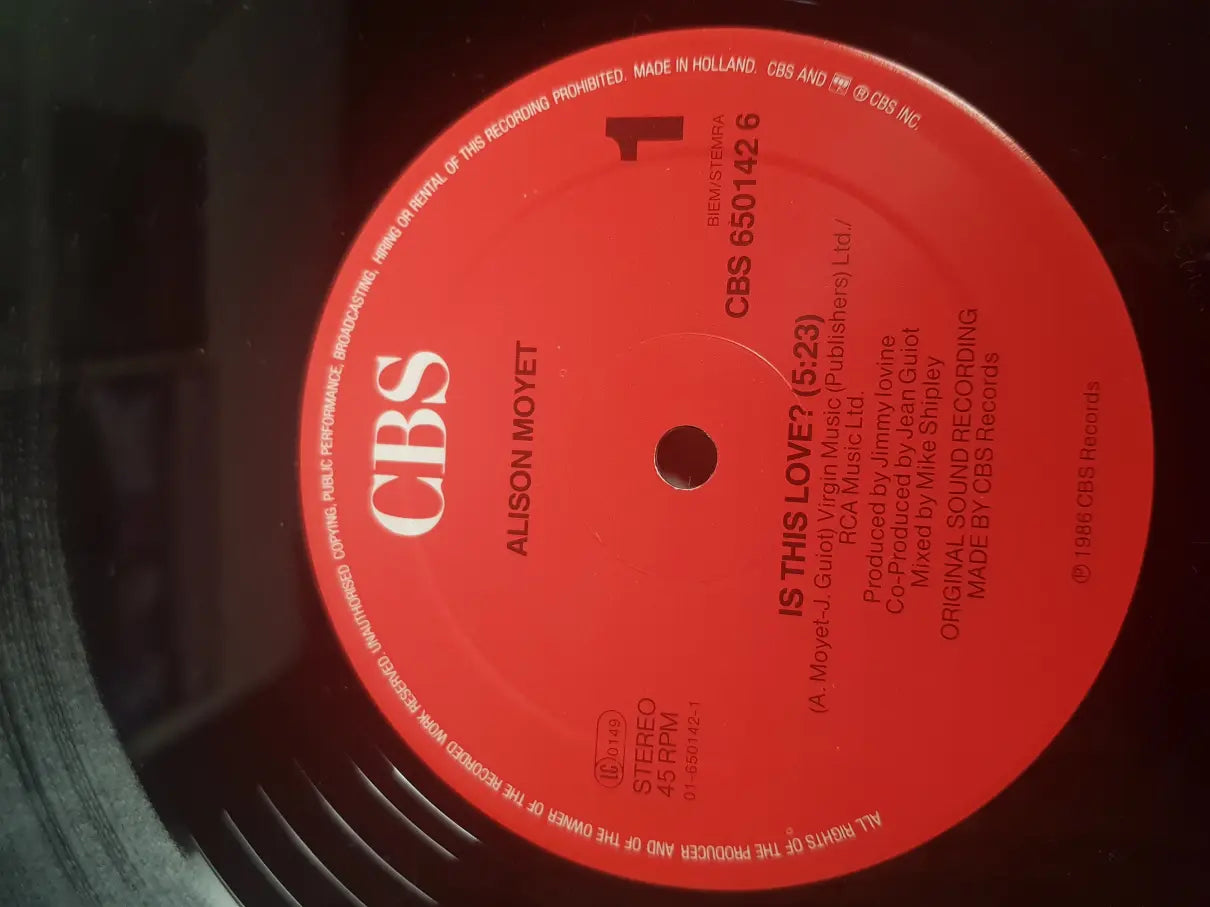 ALL RIGHTS OF THE PRODUCER AND OF THE OWNER OF THE RECORDED WORK RESERVED. UNAUTHORISED COPYING, PUBLIC PERFORMANCE, BROADCASTING, HIRING OR RENTAL OF THIS RECORDING PROHIBITED. MADE IN HOLLAND. CBS AND ® CBS INC.
CBS
ALISON MOYET
LC 0149
STEREO
45 RPM
01-650142-1
1
BIEM/STEMRA
CBS 650142 6
IS THIS LOVE? (5:23)
(A. Moyet-J. Guiot) Virgin Music (Publishers) Ltd./
RCA Music Ltd.
Produced by Jimmy Iovine
Co-Produced by Jean Guiot
Mixed by Mike Shipley
ORIGINAL SOUND RECORDING
MADE BY CBS Records
℗ 1986 CBS Records